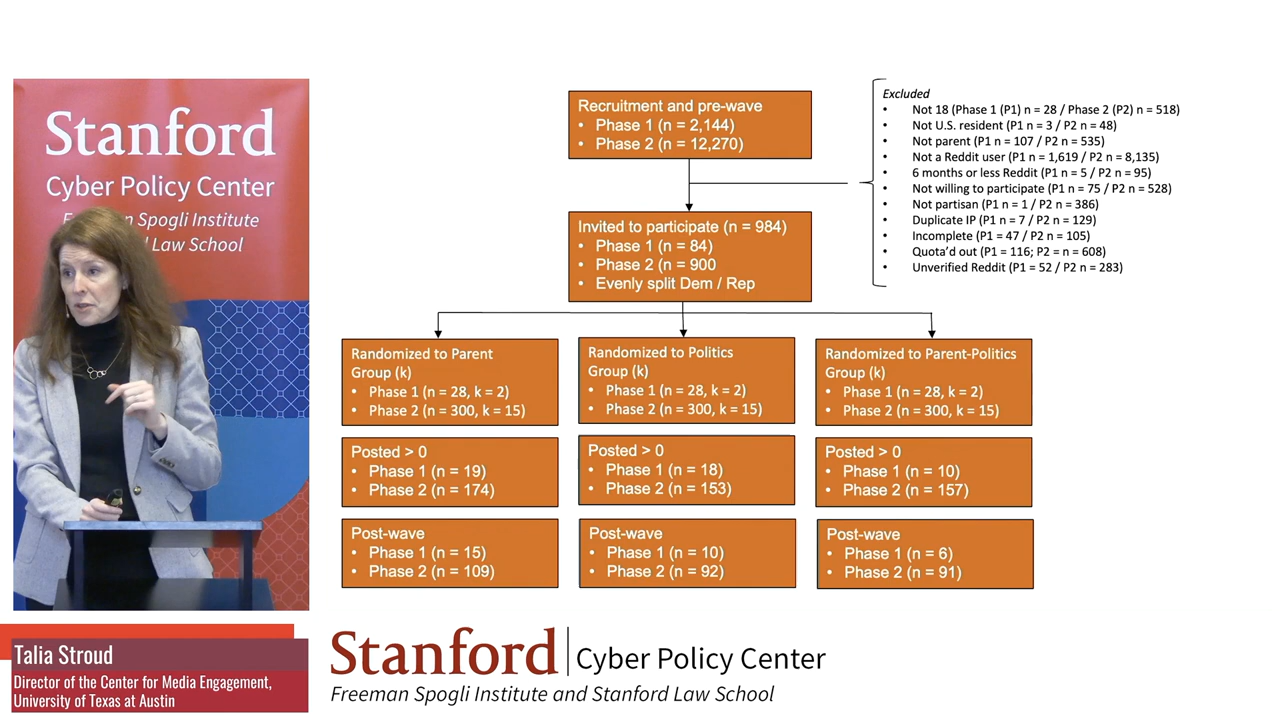 Stanford
Cyber Policy Center
Freeman Spogli Institute
d Law School
Recruitment and pre-wave
• Phase 1 (n = 2,144)
• Phase 2 (n = 12,270)
Excluded
• Not 18 (Phase 1 (P1) n = 28 / Phase 2 (P2) n = 518)
• Not U.S. resident (P1 n = 3 / P2 n = 48)
• Not parent (P1 n = 107 / P2 n = 535)
• Not a Reddit user (P1 n = 1,619 / P2 n = 8,135)
• 6 months or less Reddit (P1 n = 5 / P2 n = 95)
• Not willing to participate (P1 n = 75 / P2 n = 528)
• Not partisan (P1 n = 1 / P2 n = 386)
• Duplicate IP (P1 n = 7 / P2 n = 129)
• Incomplete (P1 = 47 / P2 n = 105)
• Quota'd out (P1 = 116; P2 = n = 608)
• Unverified Reddit (P1 = 52 / P2 n = 283)
Invited to participate (n = 984)
• Phase 1 (n = 84)
• Phase 2 (n = 900
• Evenly split Dem / Rep
Randomized to Parent
Group (k)
• Phase 1 (n = 28, k = 2)
• Phase 2 (n = 300, k = 15)
Randomized to Politics
Group (k)
• Phase 1 (n = 28, k = 2)
• Phase 2 (n = 300, k = 15)
Randomized to Parent-Politics
Group (k)
• Phase 1 (n = 28, k = 2)
• Phase 2 (n = 300, k = 15)
Posted > 0
• Phase 1 (n = 19)
• Phase 2 (n = 174)
Posted > 0
• Phase 1 (n = 18)
• Phase 2 (n = 153)
Posted > 0
• Phase 1 (n = 10)
• Phase 2 (n = 157)
Post-wave
• Phase 1 (n = 15)
• Phase 2 (n = 109)
Post-wave
• Phase 1 (n = 10)
• Phase 2 (n = 92)
Post-wave
• Phase 1 (n = 6)
• Phase 2 (n = 91)
Talia Stroud
Director of the Center for Media Engagement,
University of Texas at Austin
Stanford | Cyber Policy Center
Freeman Spogli Institute and Stanford Law School